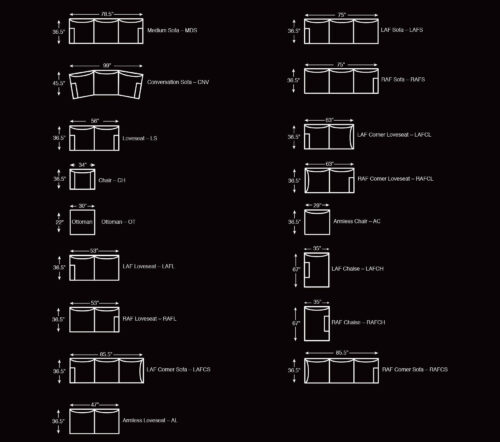 78.5"
36.5"
Medium Sofa – MDS
99"
45.5"
Conversation Sofa – CNV
56"
36.5"
Loveseat – LS
34"
36.5"
Chair – CH
30"
22"
Ottoman
Ottoman – OT
53"
36.5"
LAF Loveseat – LAFL
53"
36.5"
RAF Loveseat – RAFL
85.5"
36.5"
LAF Corner Sofa – LAFCS
47"
36.5"
Armless Loveseat – AL
75"
36.5"
LAF Sofa – LAFS
75"
36.5"
RAF Sofa – RAFS
63"
36.5"
LAF Corner Loveseat – LAFCL
63"
36.5"
RAF Corner Loveseat – RAFCL
29"
36.5"
Armless Chair – AC
35"
67"
LAF Chaise – LAFCH
35"
67"
RAF Chaise – RAFCH
85.5"
36.5"
RAF Corner Sofa – RAFCS